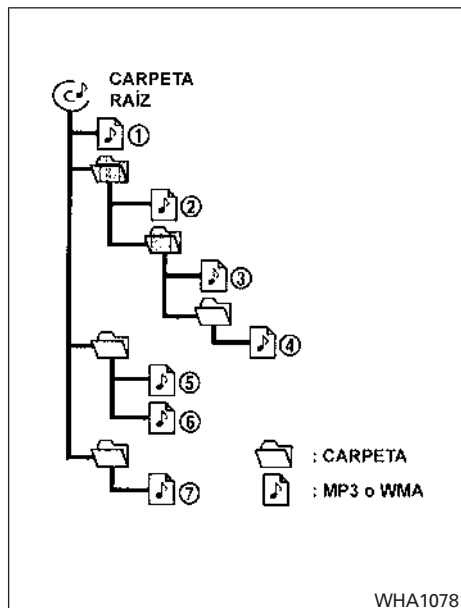 CARPETA
RAÍZ
①
②
③
④
⑤
⑥
⑦
: CARPETA
: MP3 o WMA
WHA1078